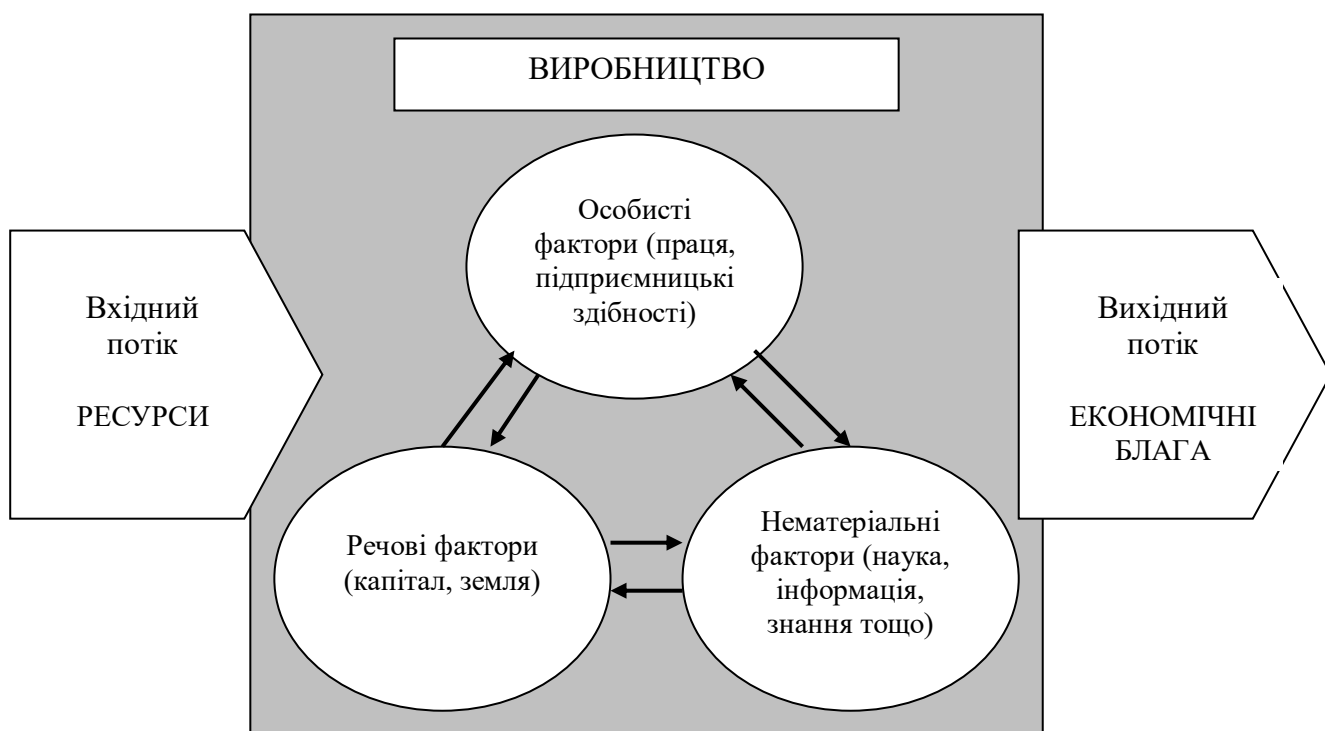 ВИРОБНИЦТВО
Особисті
фактори (праця,
підприємницькі
здібності)
Вхідний
потік
РЕСУРСИ
Вихідний
потік
ЕКОНОМІЧНІ
БЛАГА
Речові фактори
(капітал, земля)
Нематеріальні
фактори (наука,
інформація,
знання тощо)